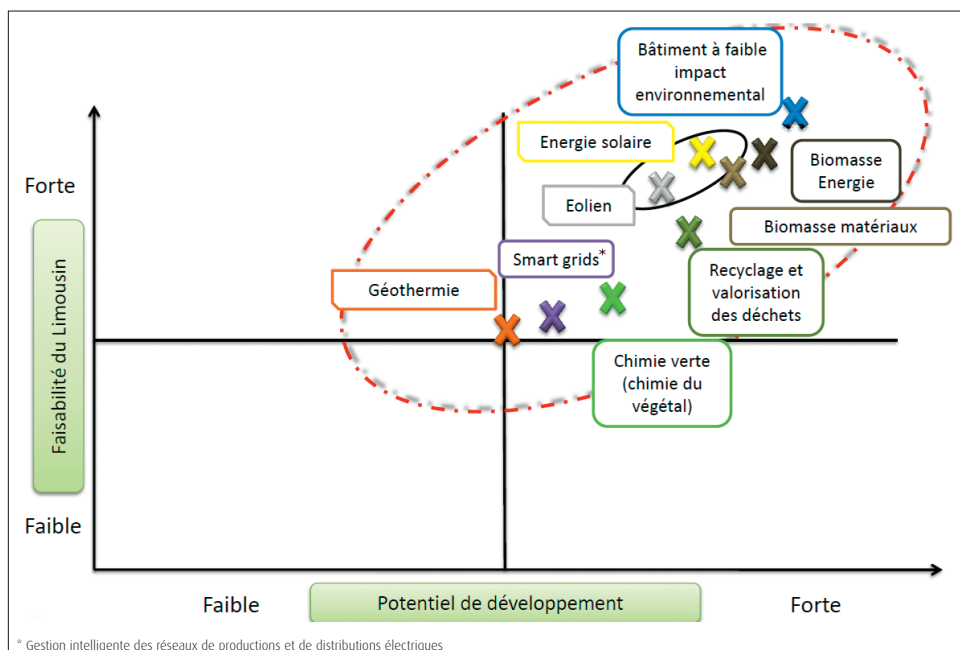 Bâtiment à faible
impact
environnemental
Energie solaire
Biomasse
Energie
Eolien
Biomasse matériaux
Smart grids*
Recyclage et
valorisation
des déchets
Géothermie
Chimie verte
(chimie du
végétal)
Forte
Faisabilité du Limousin
Faible
Faible
Potentiel de développement
Forte
* Gestion intelligente des réseaux de productions et de distributions électriques